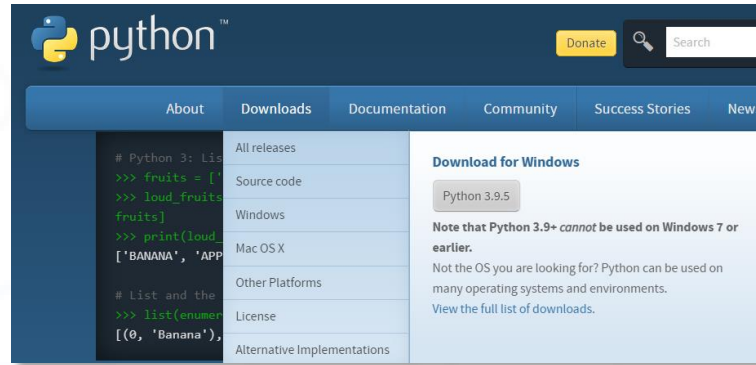 python™
Donate
Search
About Downloads Documentation Community Success Stories New
# Python 3: Lis
>>> fruits = ['
>>> loud_fruits
fruits]
>>> print(loud_
['BANANA', 'APP
# List and the
>>> list(enumer
[(0, 'Banana'),
All releases
Source code
Windows
Mac OS X
Other Platforms
License
Alternative Implementations
Download for Windows
Python 3.9.5
Note that Python 3.9+ cannot be used on Windows 7 or
earlier.
Not the OS you are looking for? Python can be used on
many operating systems and environments.
View the full list of downloads.